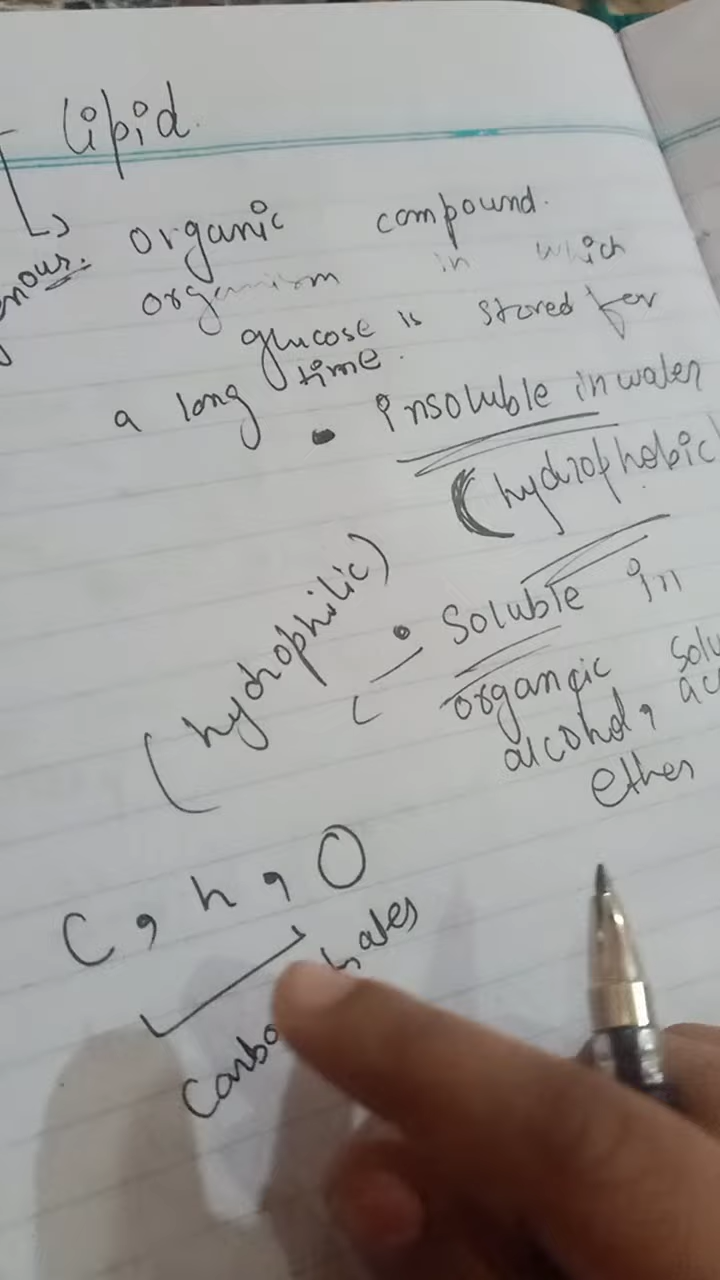 lipid.
organic compound.
organism in which
glucose is stored for
a long time.
• insoluble in water
(hydrophobic)
• Soluble in
(hydrophilic)
organic
alcohol,
ether
C, h, O